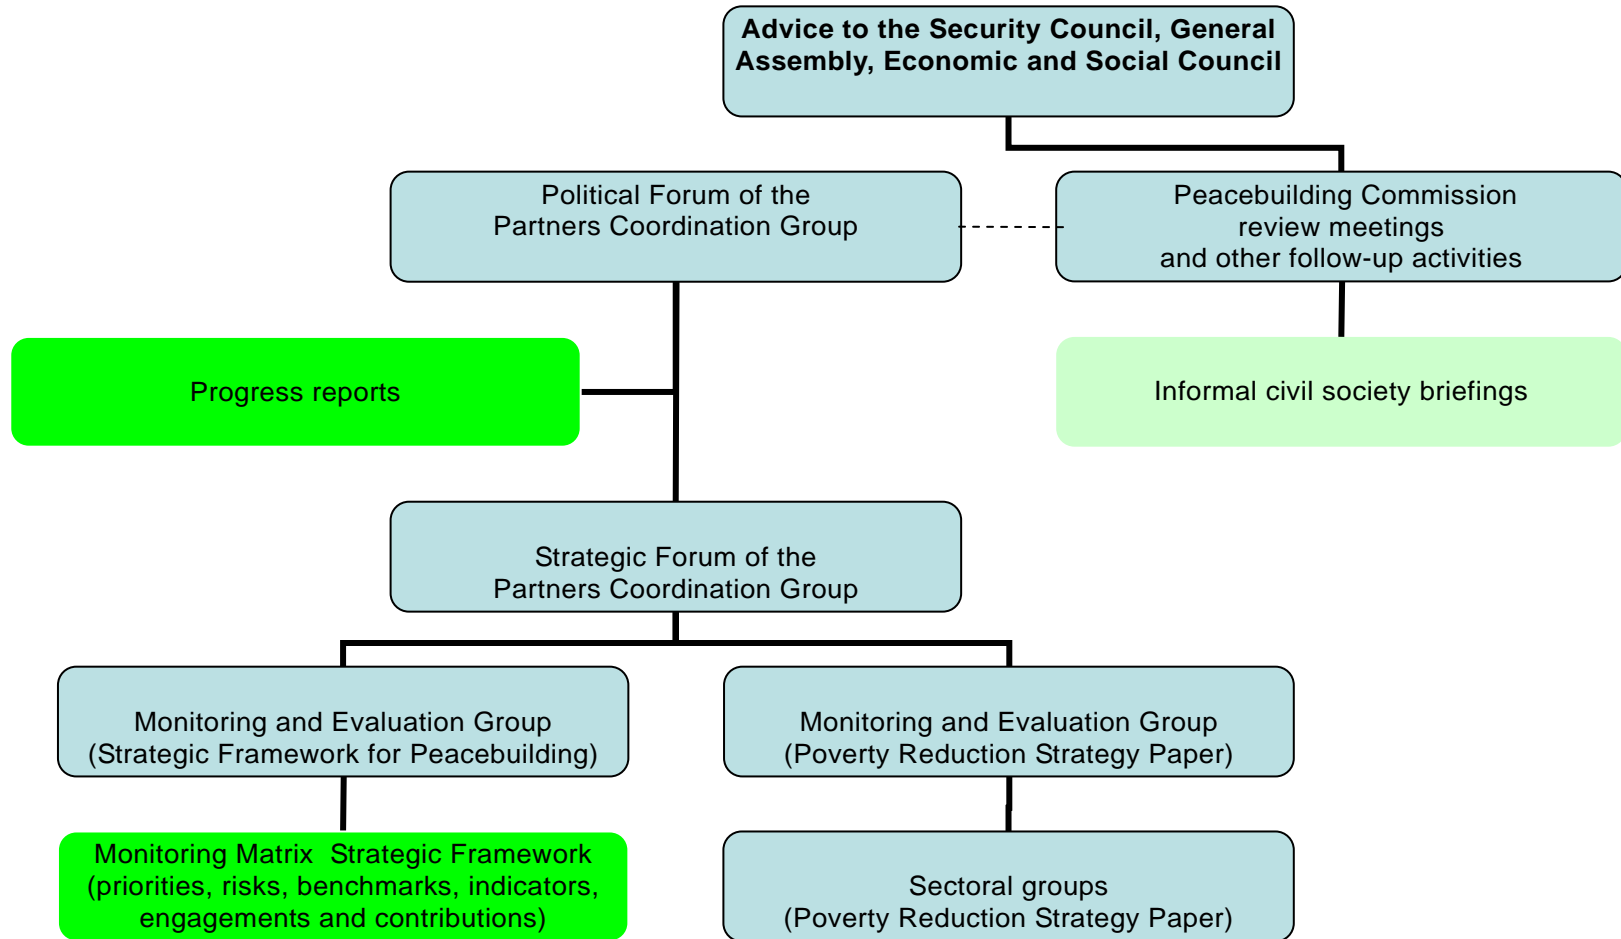 Advice to the Security Council, General
Assembly, Economic and Social Council
Political Forum of the
Partners Coordination Group
Peacebuilding Commission
review meetings
and other follow-up activities
Progress reports
Informal civil society briefings
Strategic Forum of the
Partners Coordination Group
Monitoring and Evaluation Group
(Strategic Framework for Peacebuilding)
Monitoring and Evaluation Group
(Poverty Reduction Strategy Paper)
Monitoring Matrix  Strategic Framework
(priorities, risks, benchmarks, indicators,
engagements and contributions)
Sectoral groups
(Poverty Reduction Strategy Paper)